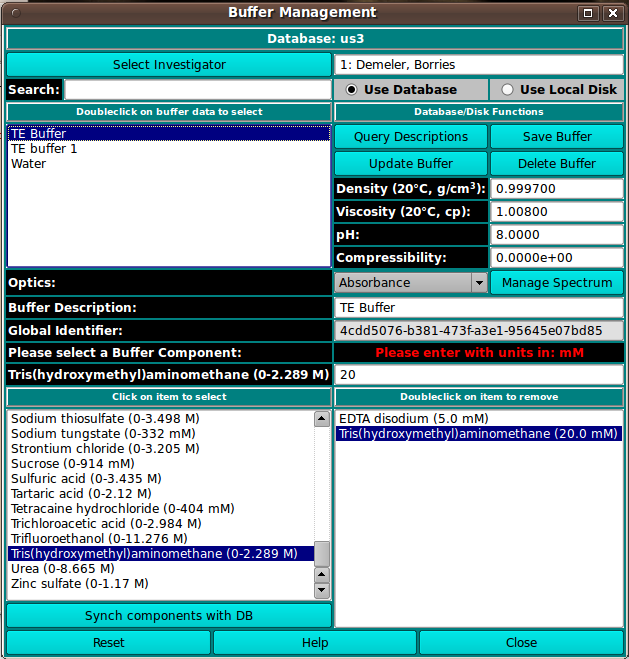 Buffer Management
Database: us3
Select Investigator
1: Demeler, Borries
Search:
Use Database
Use Local Disk
Doubleclick on buffer data to select
Database/Disk Functions
TE Buffer
TE buffer 1
Water
Query Descriptions
Save Buffer
Update Buffer
Delete Buffer
Density (20°C, g/cm³):
0.999700
Viscosity (20°C, cp):
1.00800
pH:
8.0000
Compressibility:
0.0000e+00
Optics:
Absorbance
Manage Spectrum
Buffer Description:
TE Buffer
Global Identifier:
4cdd5076-b381-473f-a3e1-95645e07bd85
Please select a Buffer Component:
Please enter with units in: mM
Tris(hydroxymethyl)aminomethane (0-2.289 M)
20
Click on item to select
Doubleclick on item to remove
Sodium thiosulfate (0-3.498 M)
Sodium tungstate (0-332 mM)
Strontium chloride (0-3.205 M)
Sucrose (0-914 mM)
Sulfuric acid (0-3.435 M)
Tartaric acid (0-2.12 M)
Tetracaine hydrochloride (0-404 mM)
Trichloroacetic acid (0-2.984 M)
Trifluoroethanol (0-11.276 M)
Tris(hydroxymethyl)aminomethane (0-2.289 M)
Urea (0-8.665 M)
Zinc sulfate (0-1.17 M)
EDTA disodium (5.0 mM)
Tris(hydroxymethyl)aminomethane (20.0 mM)
Synch components with DB
Reset
Help
Close